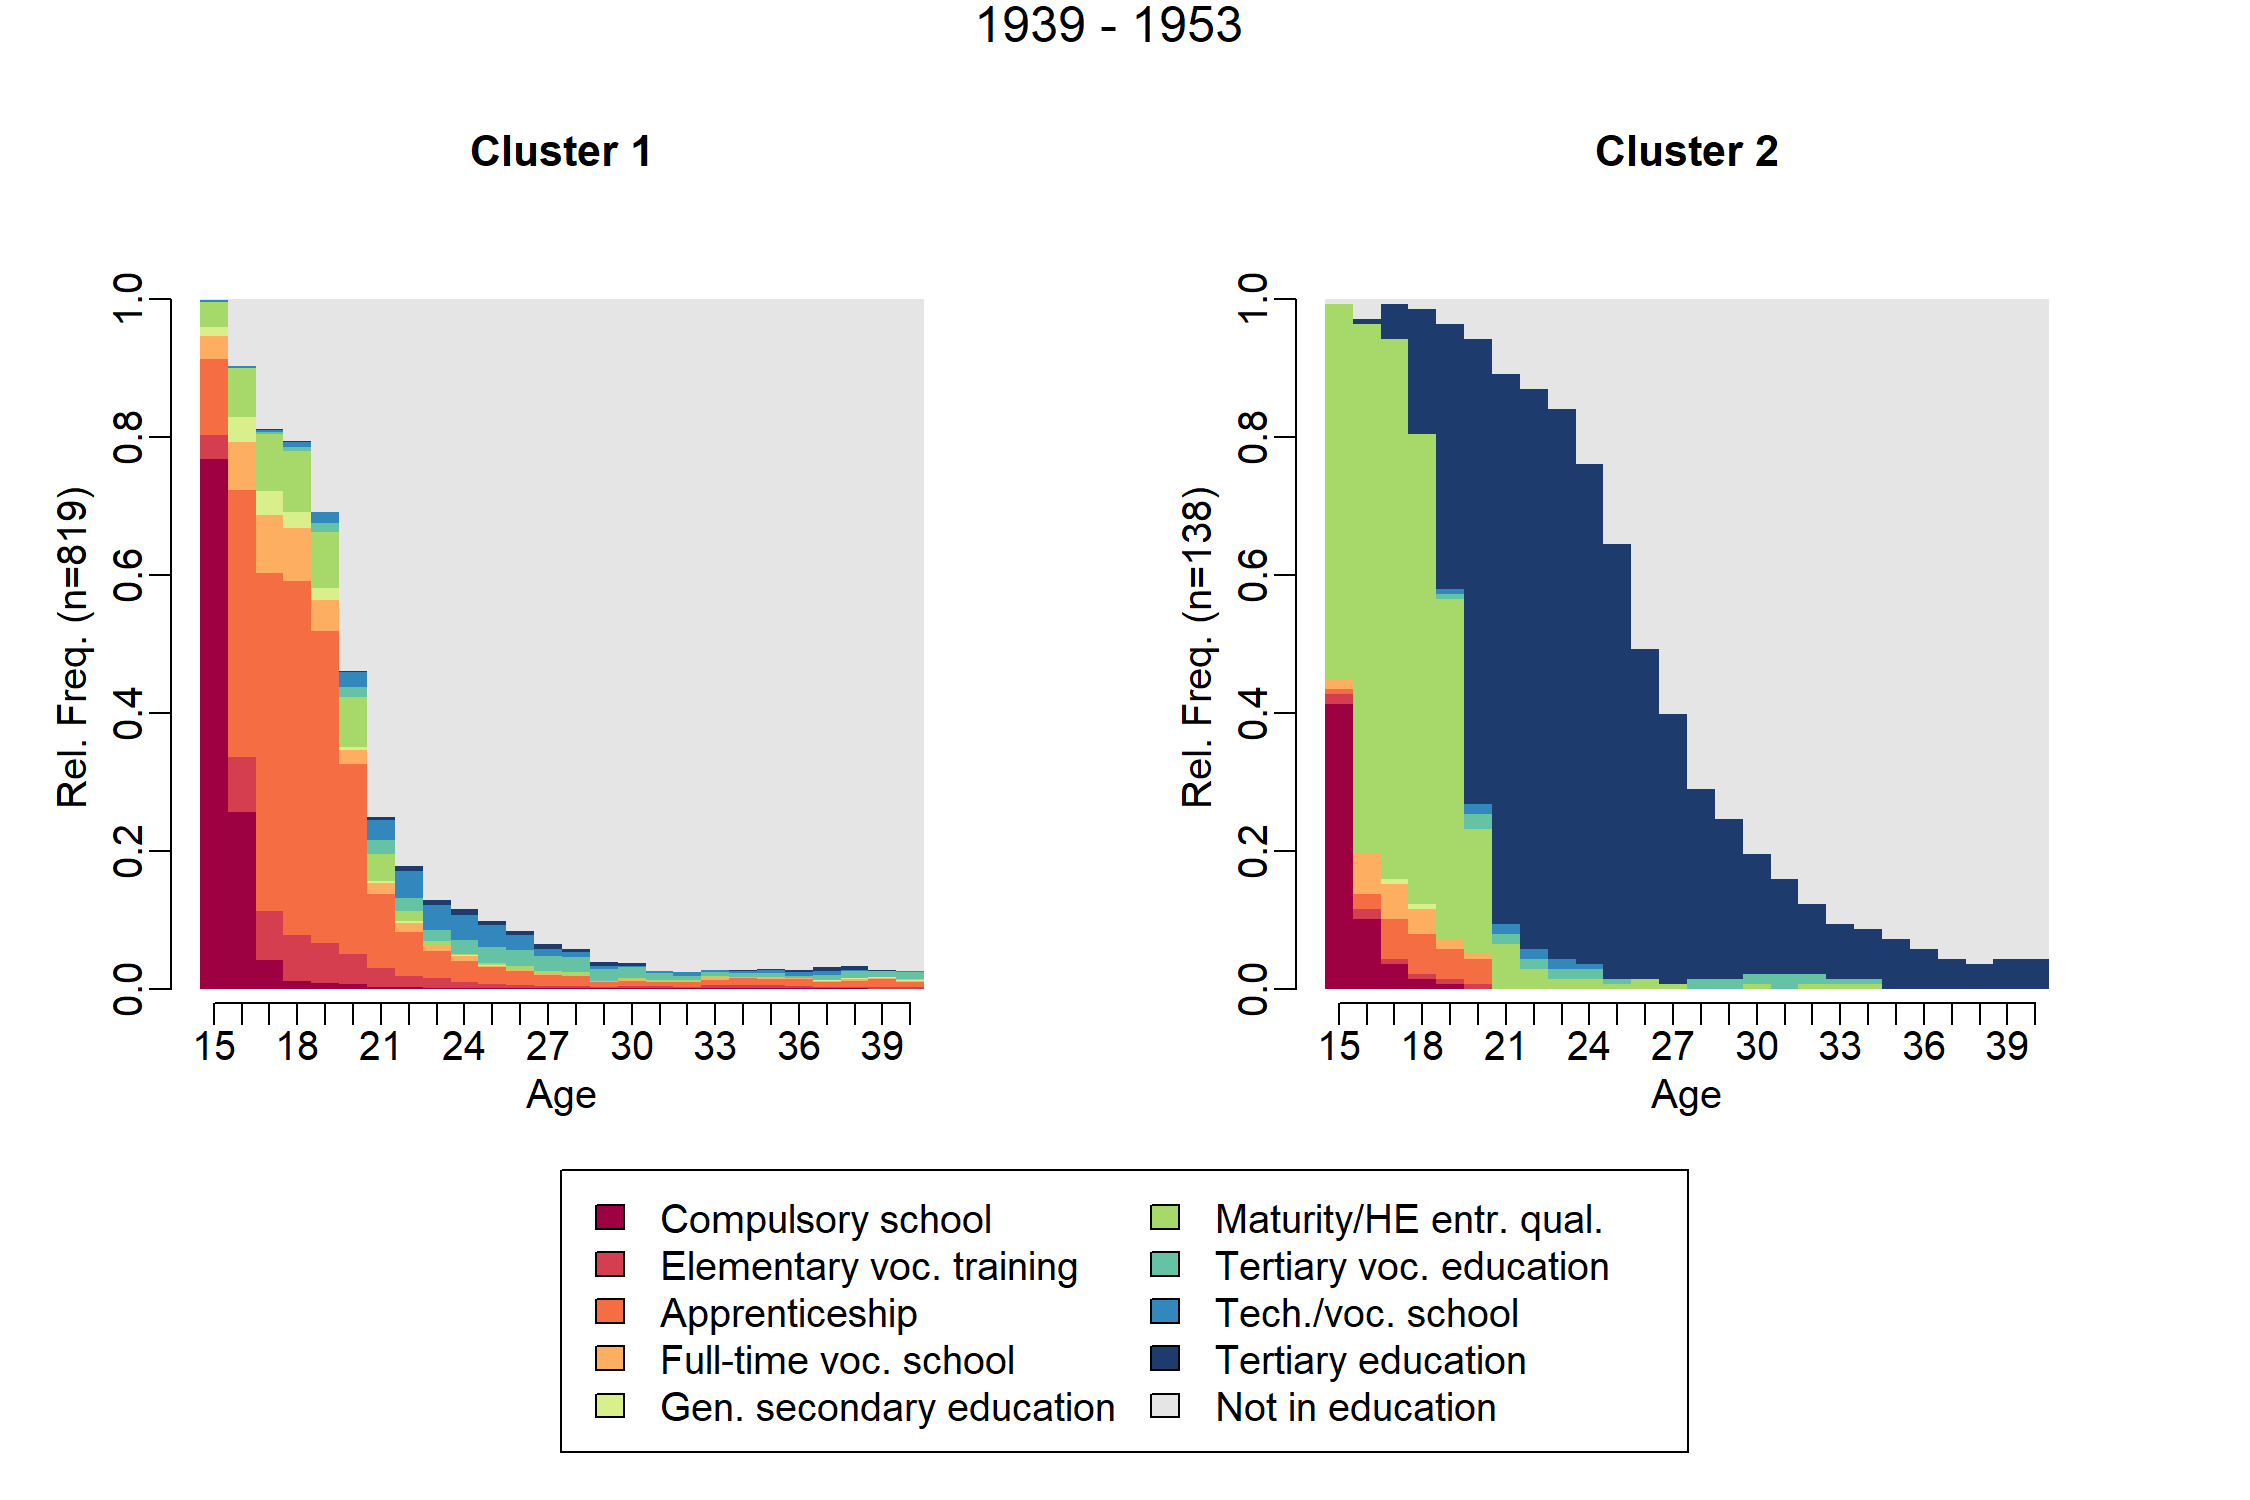 1939 - 1953
Cluster 1
Cluster 2
Rel. Freq. (n=819)
0.0 0.2 0.4 0.6 0.8 1.0
15 18 21 24 27 30 33 36 39
Age
Rel. Freq. (n=138)
0.0 0.2 0.4 0.6 0.8 1.0
15 18 21 24 27 30 33 36 39
Age
Compulsory school
Elementary voc. training
Apprenticeship
Full-time voc. school
Gen. secondary education
Maturity/HE entr. qual.
Tertiary voc. education
Tech./voc. school
Tertiary education
Not in education